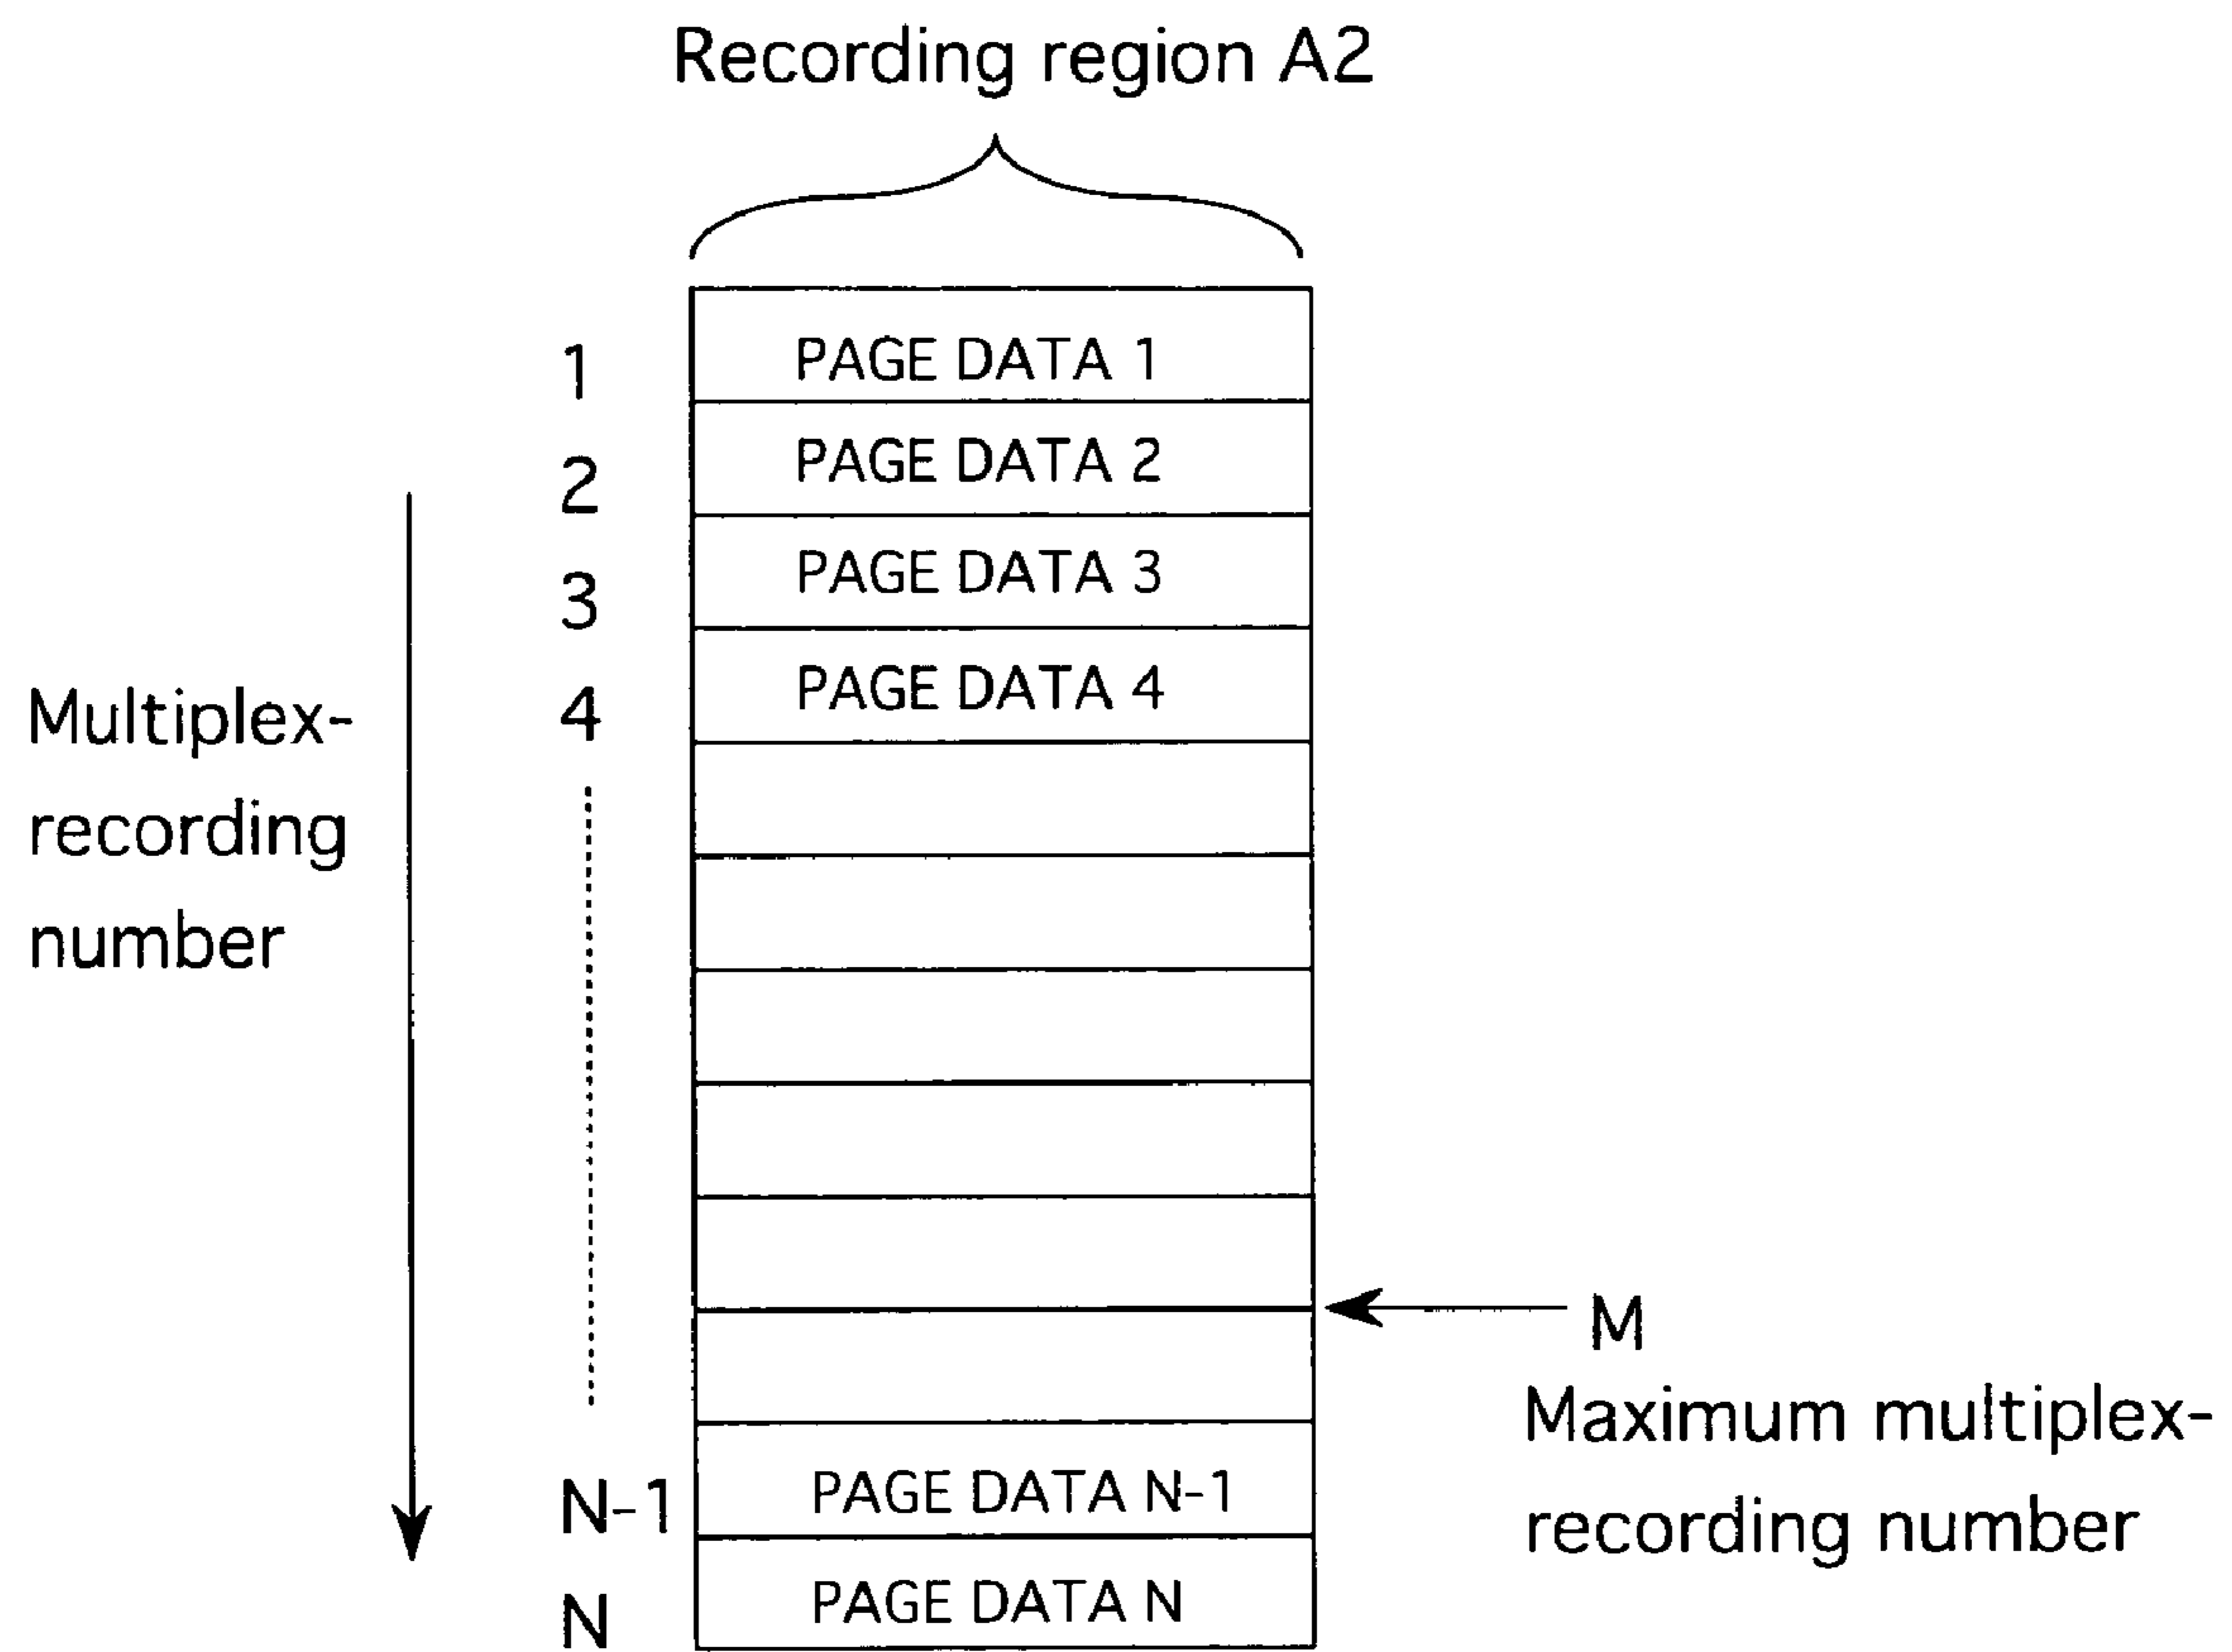 Recording region A2
1 PAGE DATA 1
2 PAGE DATA 2
3 PAGE DATA 3
4 PAGE DATA 4
Multiplex-
recording
number
M
Maximum multiplex-
recording number
N-1 PAGE DATA N-1
N PAGE DATA N